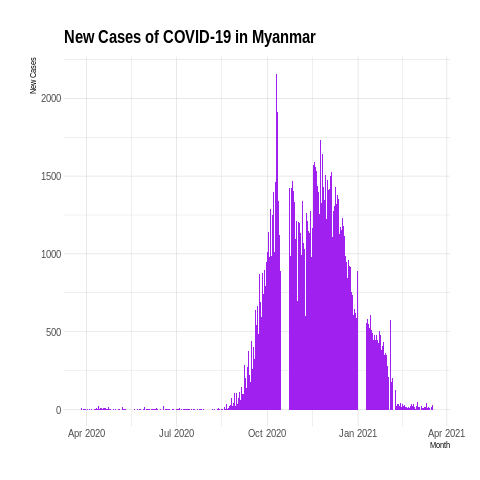 New Cases of COVID-19 in Myanmar
New Cases
2000
1500
1000
500
0
Apr 2020 Jul 2020 Oct 2020 Jan 2021 Apr 2021
Month